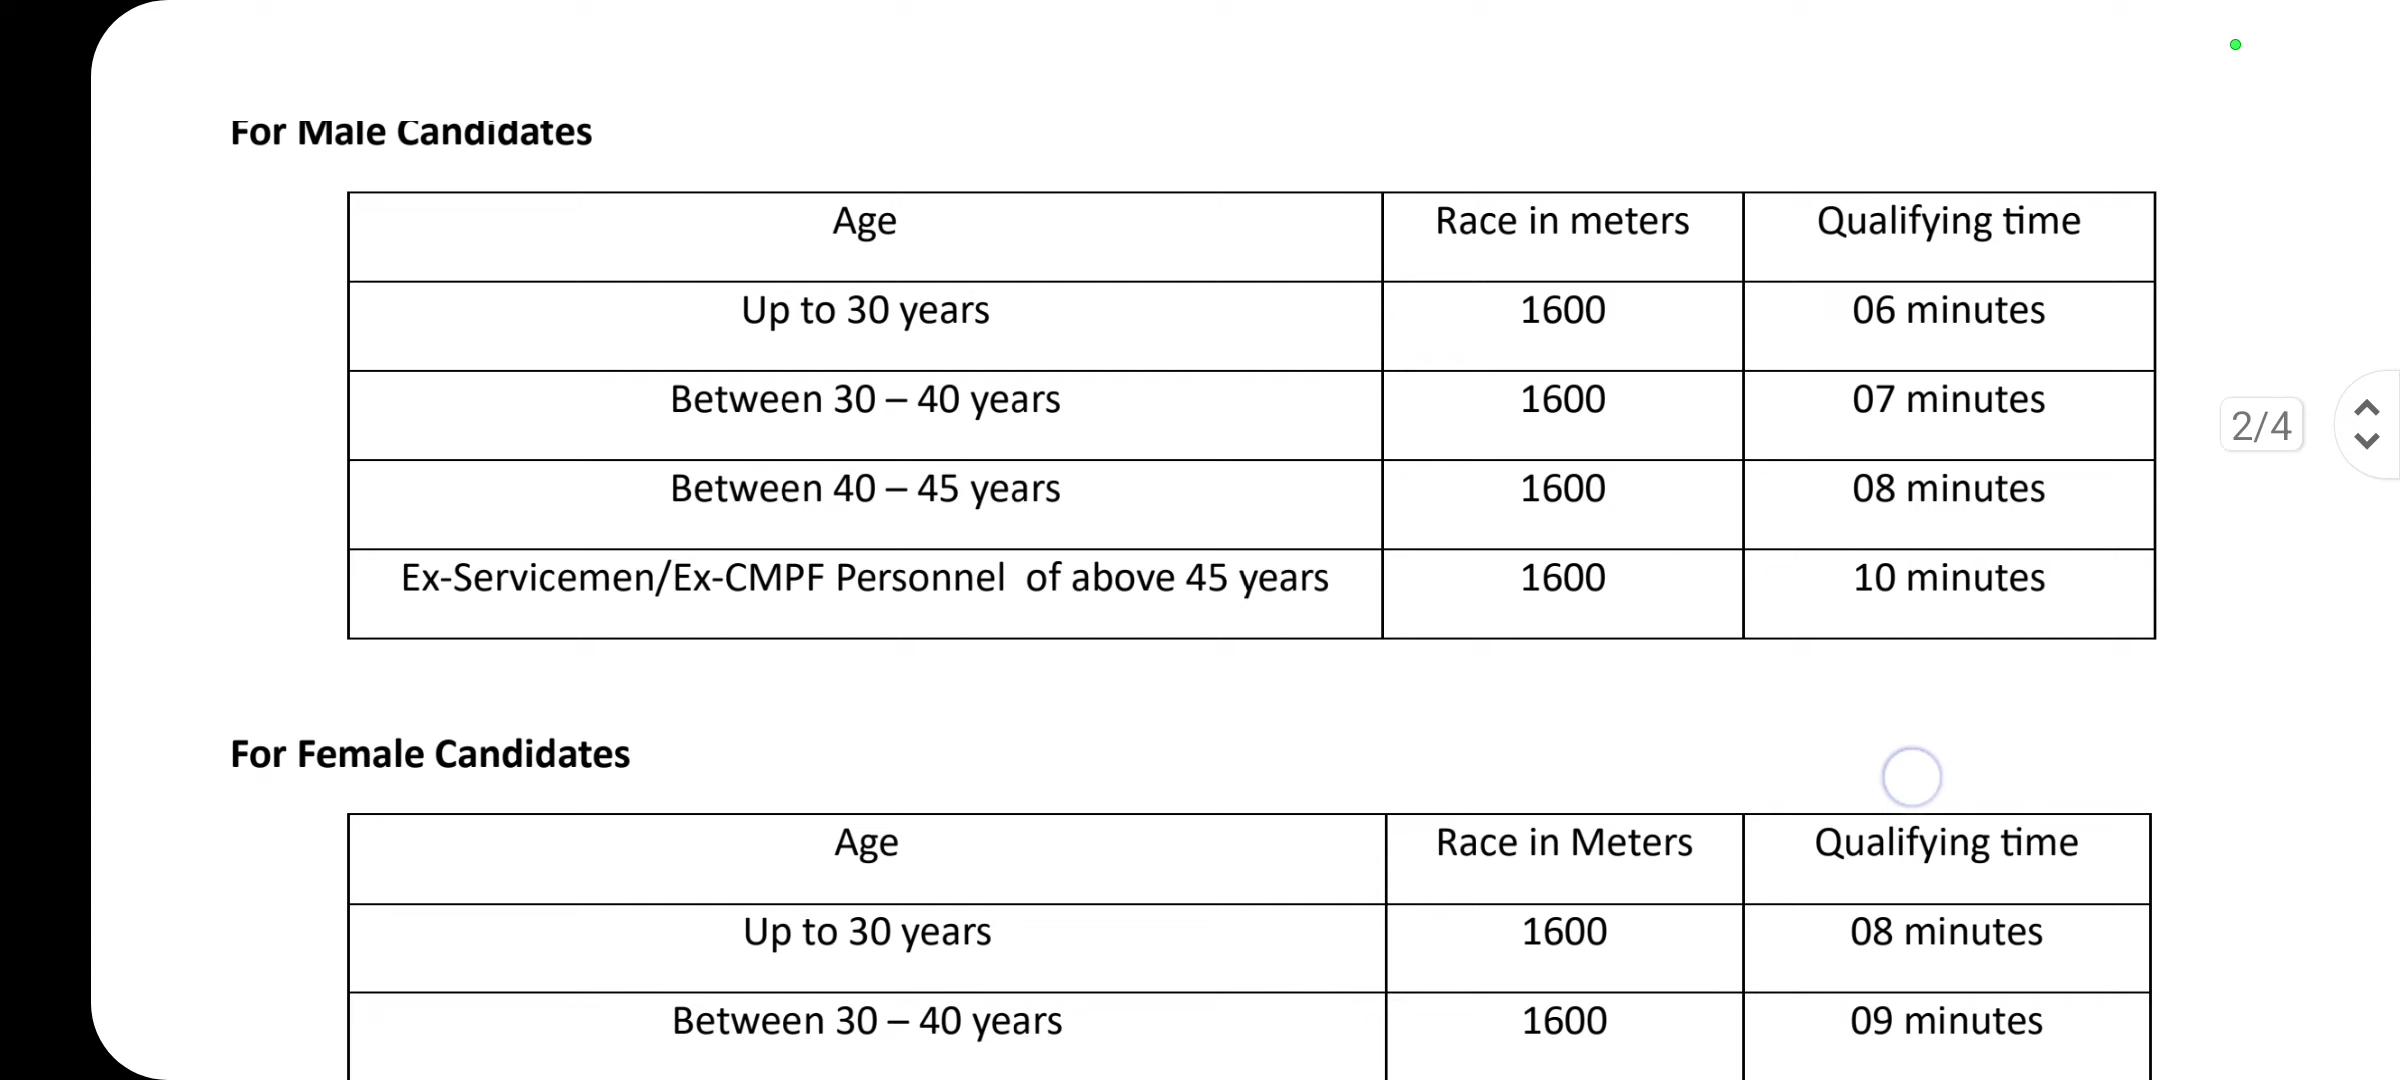 For Male Candidates
Age Race in meters Qualifying time
Up to 30 years 1600 06 minutes
Between 30 – 40 years 1600 07 minutes
Between 40 – 45 years 1600 08 minutes
Ex-Servicemen/Ex-CMPF Personnel of above 45 years 1600 10 minutes
2/4
For Female Candidates
Age Race in Meters Qualifying time
Up to 30 years 1600 08 minutes
Between 30 – 40 years 1600 09 minutes